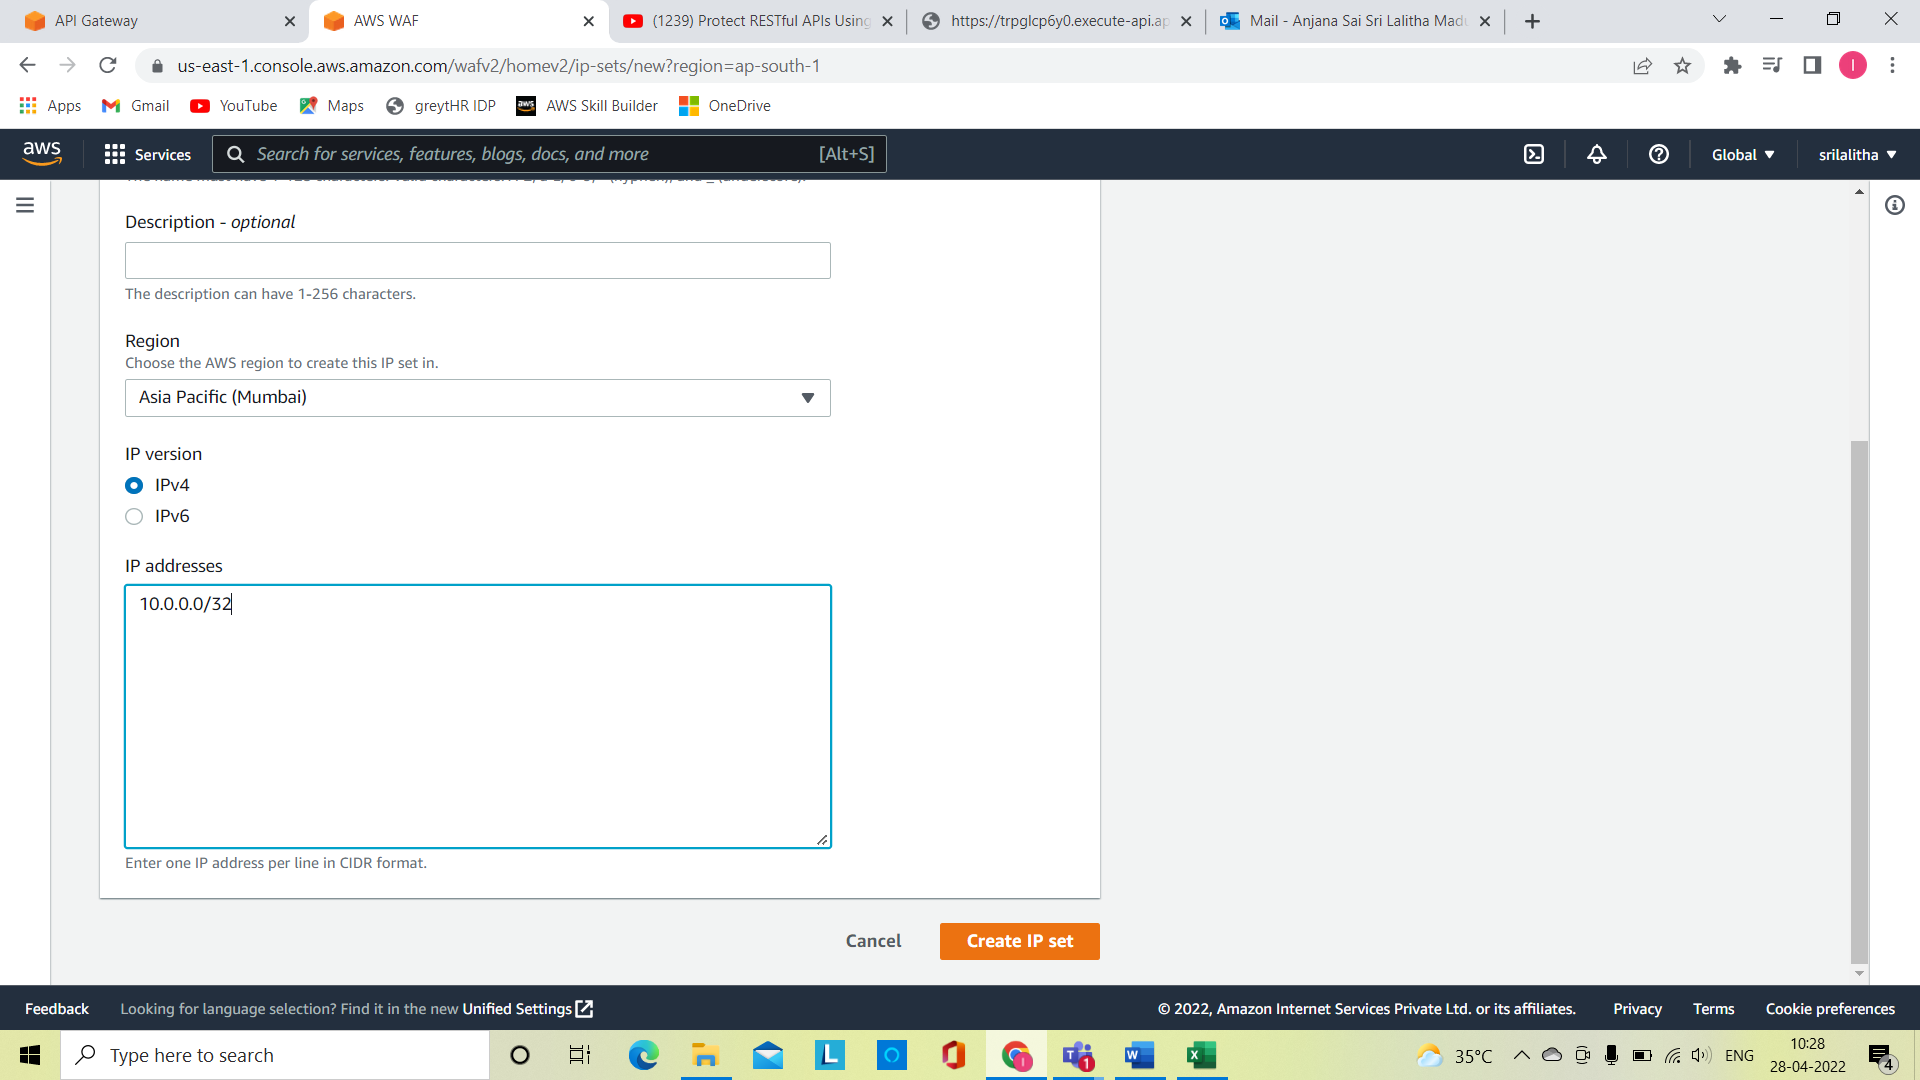 API Gateway
AWS WAF
(1239) Protect RESTful APIs Using
https://trpglcp6y0.execute-api.ap
Mail - Anjana Sai Sri Lalitha Madu
us-east-1.console.aws.amazon.com/wafv2/homev2/ip-sets/new?region=ap-south-1
I
Apps
Gmail
YouTube
Maps
greytHR IDP
aws
AWS Skill Builder
OneDrive
aws
Services
Search for services, features, blogs, docs, and more
[Alt+S]
Global
srilalitha
Description - optional
The description can have 1-256 characters.
Region
Choose the AWS region to create this IP set in.
Asia Pacific (Mumbai)
IP version
IPv4
IPv6
IP addresses
10.0.0.0/32
Enter one IP address per line in CIDR format.
Cancel
Create IP set
Feedback
Looking for language selection? Find it in the new Unified Settings
© 2022, Amazon Internet Services Private Ltd. or its affiliates.
Privacy
Terms
Cookie preferences
Type here to search
35°C
ENG
10:28
28-04-2022
4